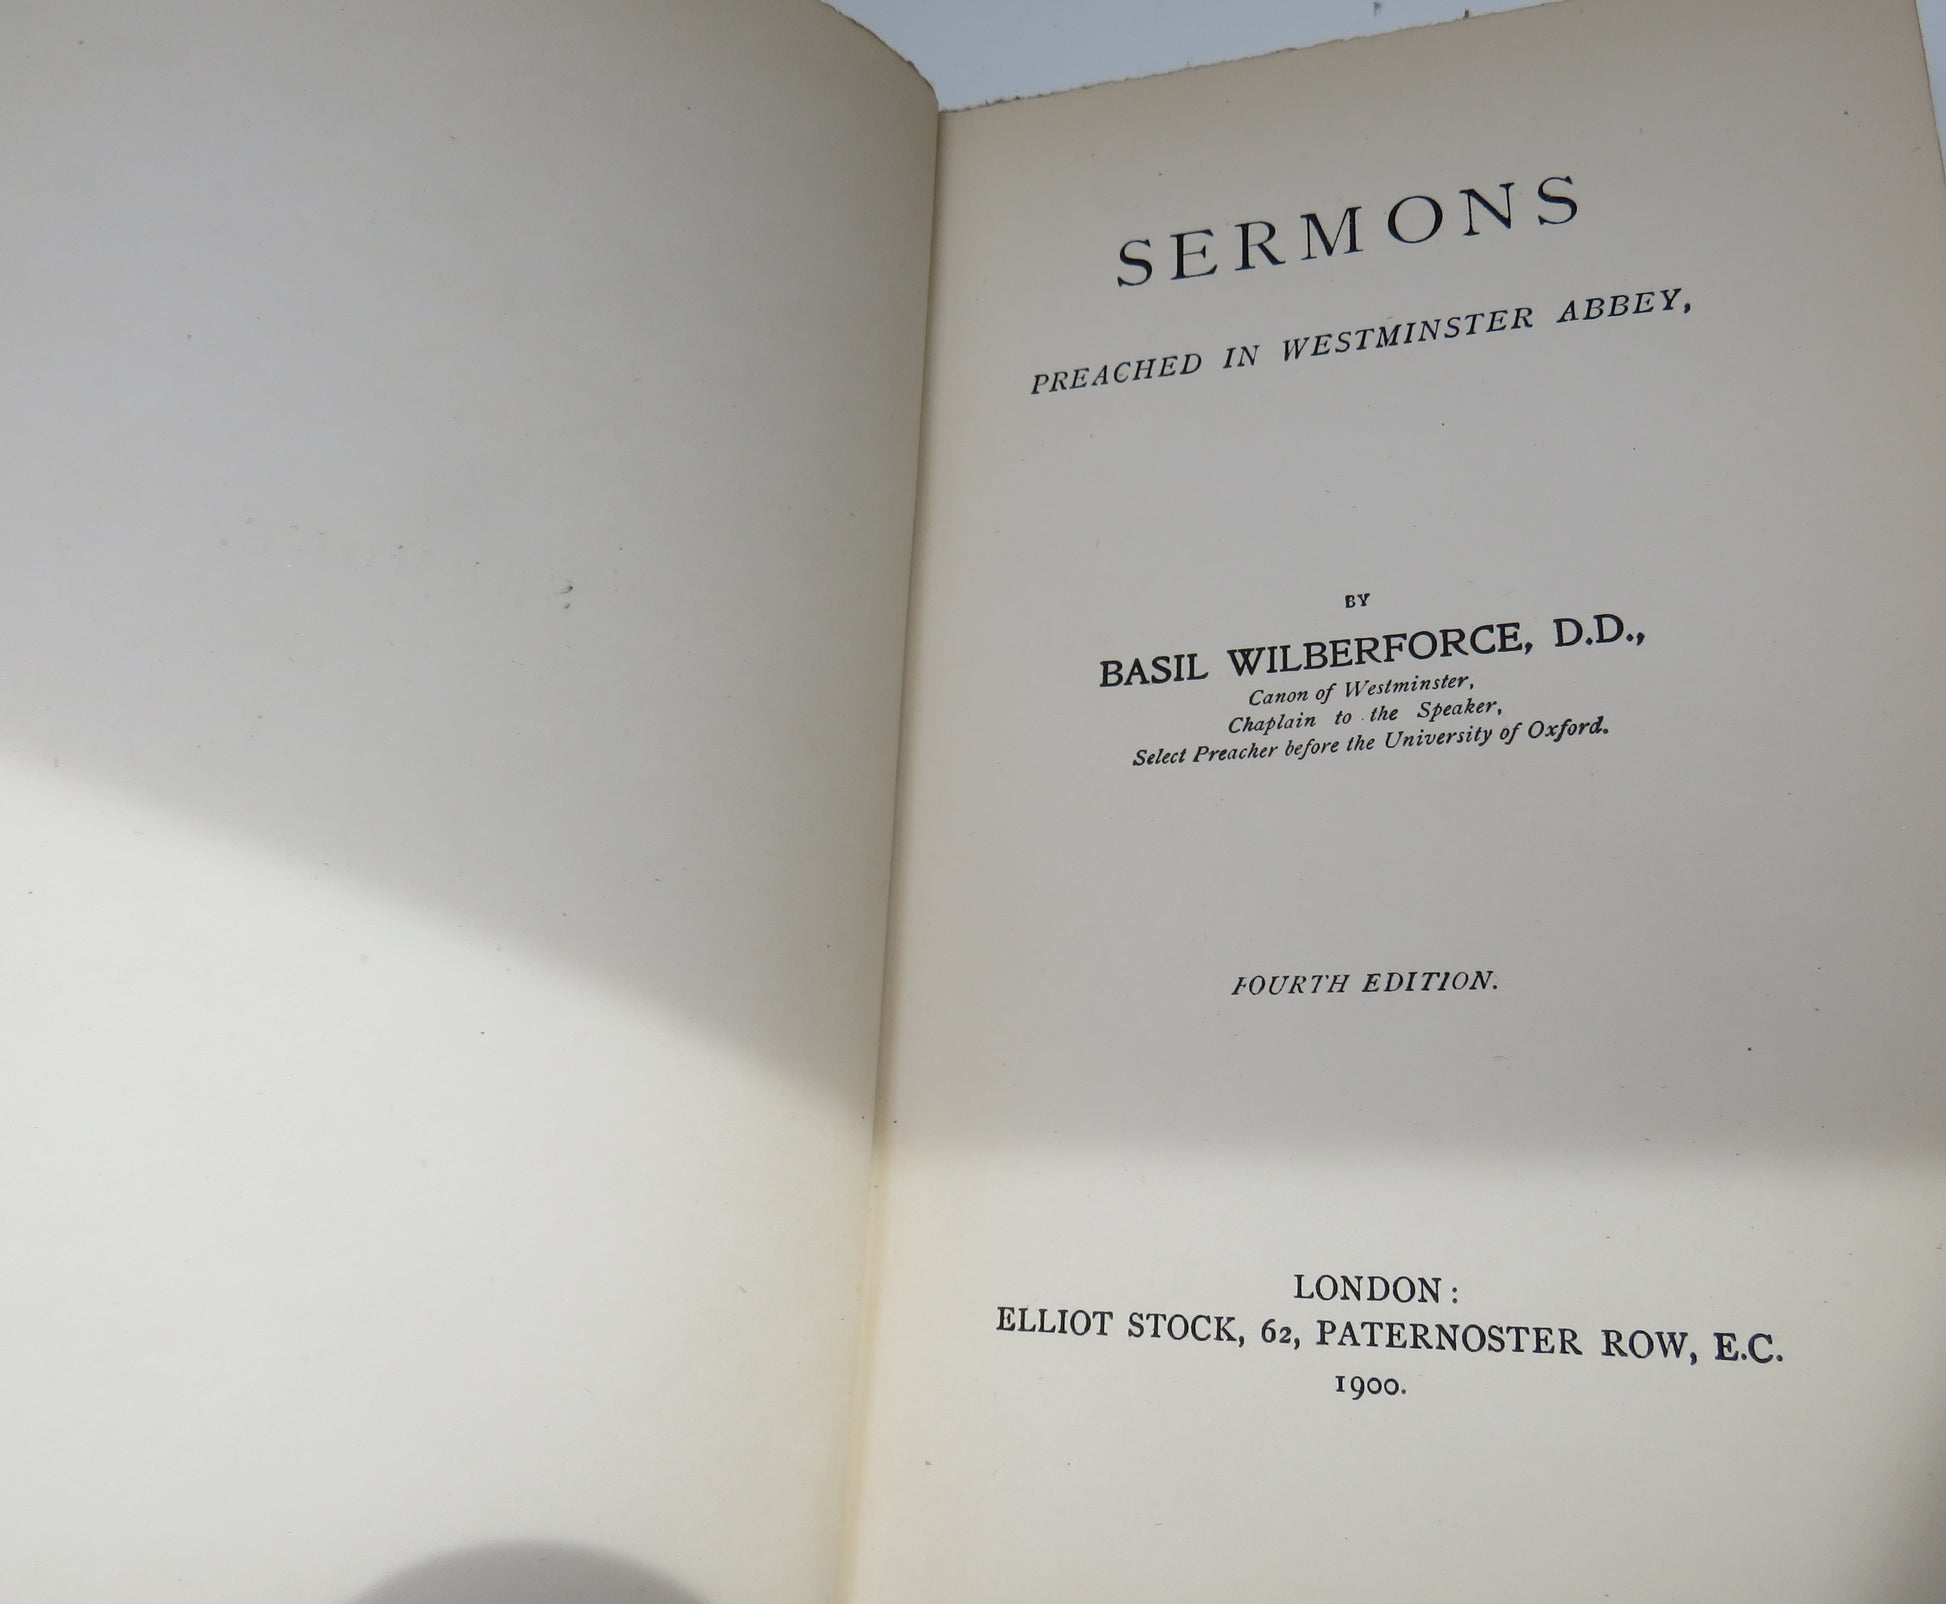 SERMONS
PREACHED IN WESTMINSTER ABBEY,
BY
BASIL WILBERFORCE, D.D.,
Canon of Westminster,
Chaplain to the Speaker,
Select Preacher before the University of Oxford.
FOURTH EDITION.
LONDON:
ELLIOT STOCK, 62, PATERNOSTER ROW, E.C.
1900.